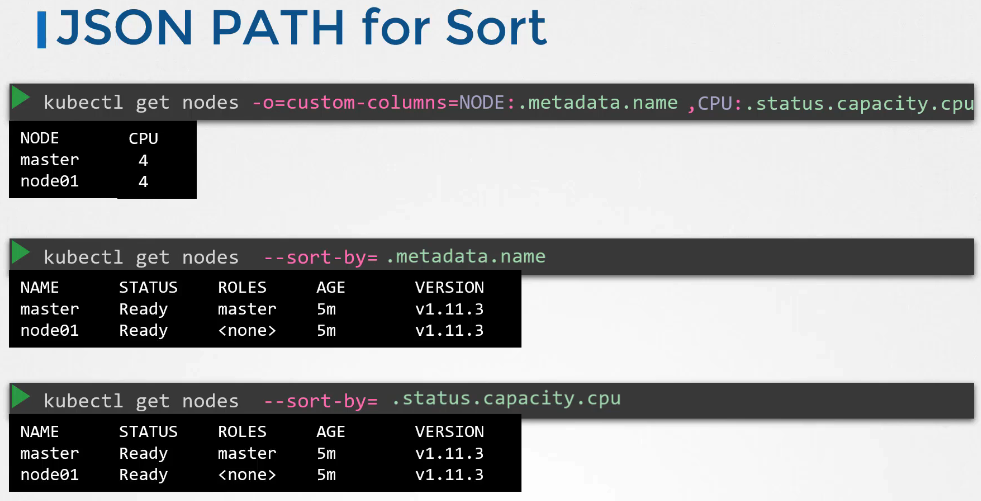 JSON PATH for Sort
kubectl get nodes -o=custom-columns=NODE:.metadata.name ,CPU:.status.capacity.cpu
NODE CPU
master 4
node01 4
kubectl get nodes --sort-by= .metadata.name
NAME STATUS ROLES AGE VERSION
master Ready master 5m v1.11.3
node01 Ready <none> 5m v1.11.3
kubectl get nodes --sort-by= .status.capacity.cpu
NAME STATUS ROLES AGE VERSION
master Ready master 5m v1.11.3
node01 Ready <none> 5m v1.11.3